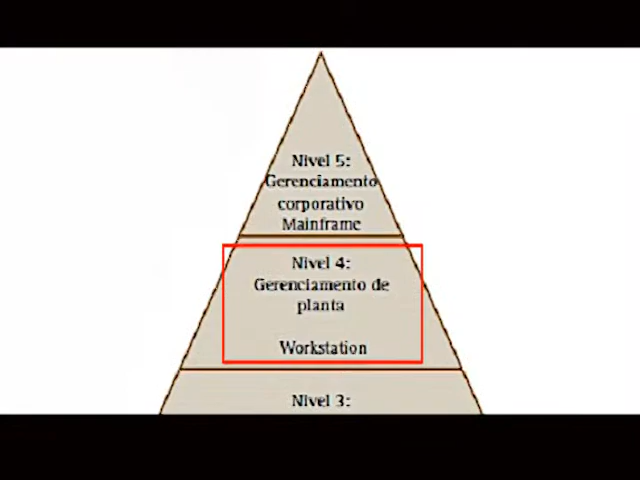 Nivel 5:
Gerenciamento
corporativo
Mainframe
Nivel 4:
Gerenciamento de
planta
Workstation
Nivel 3: